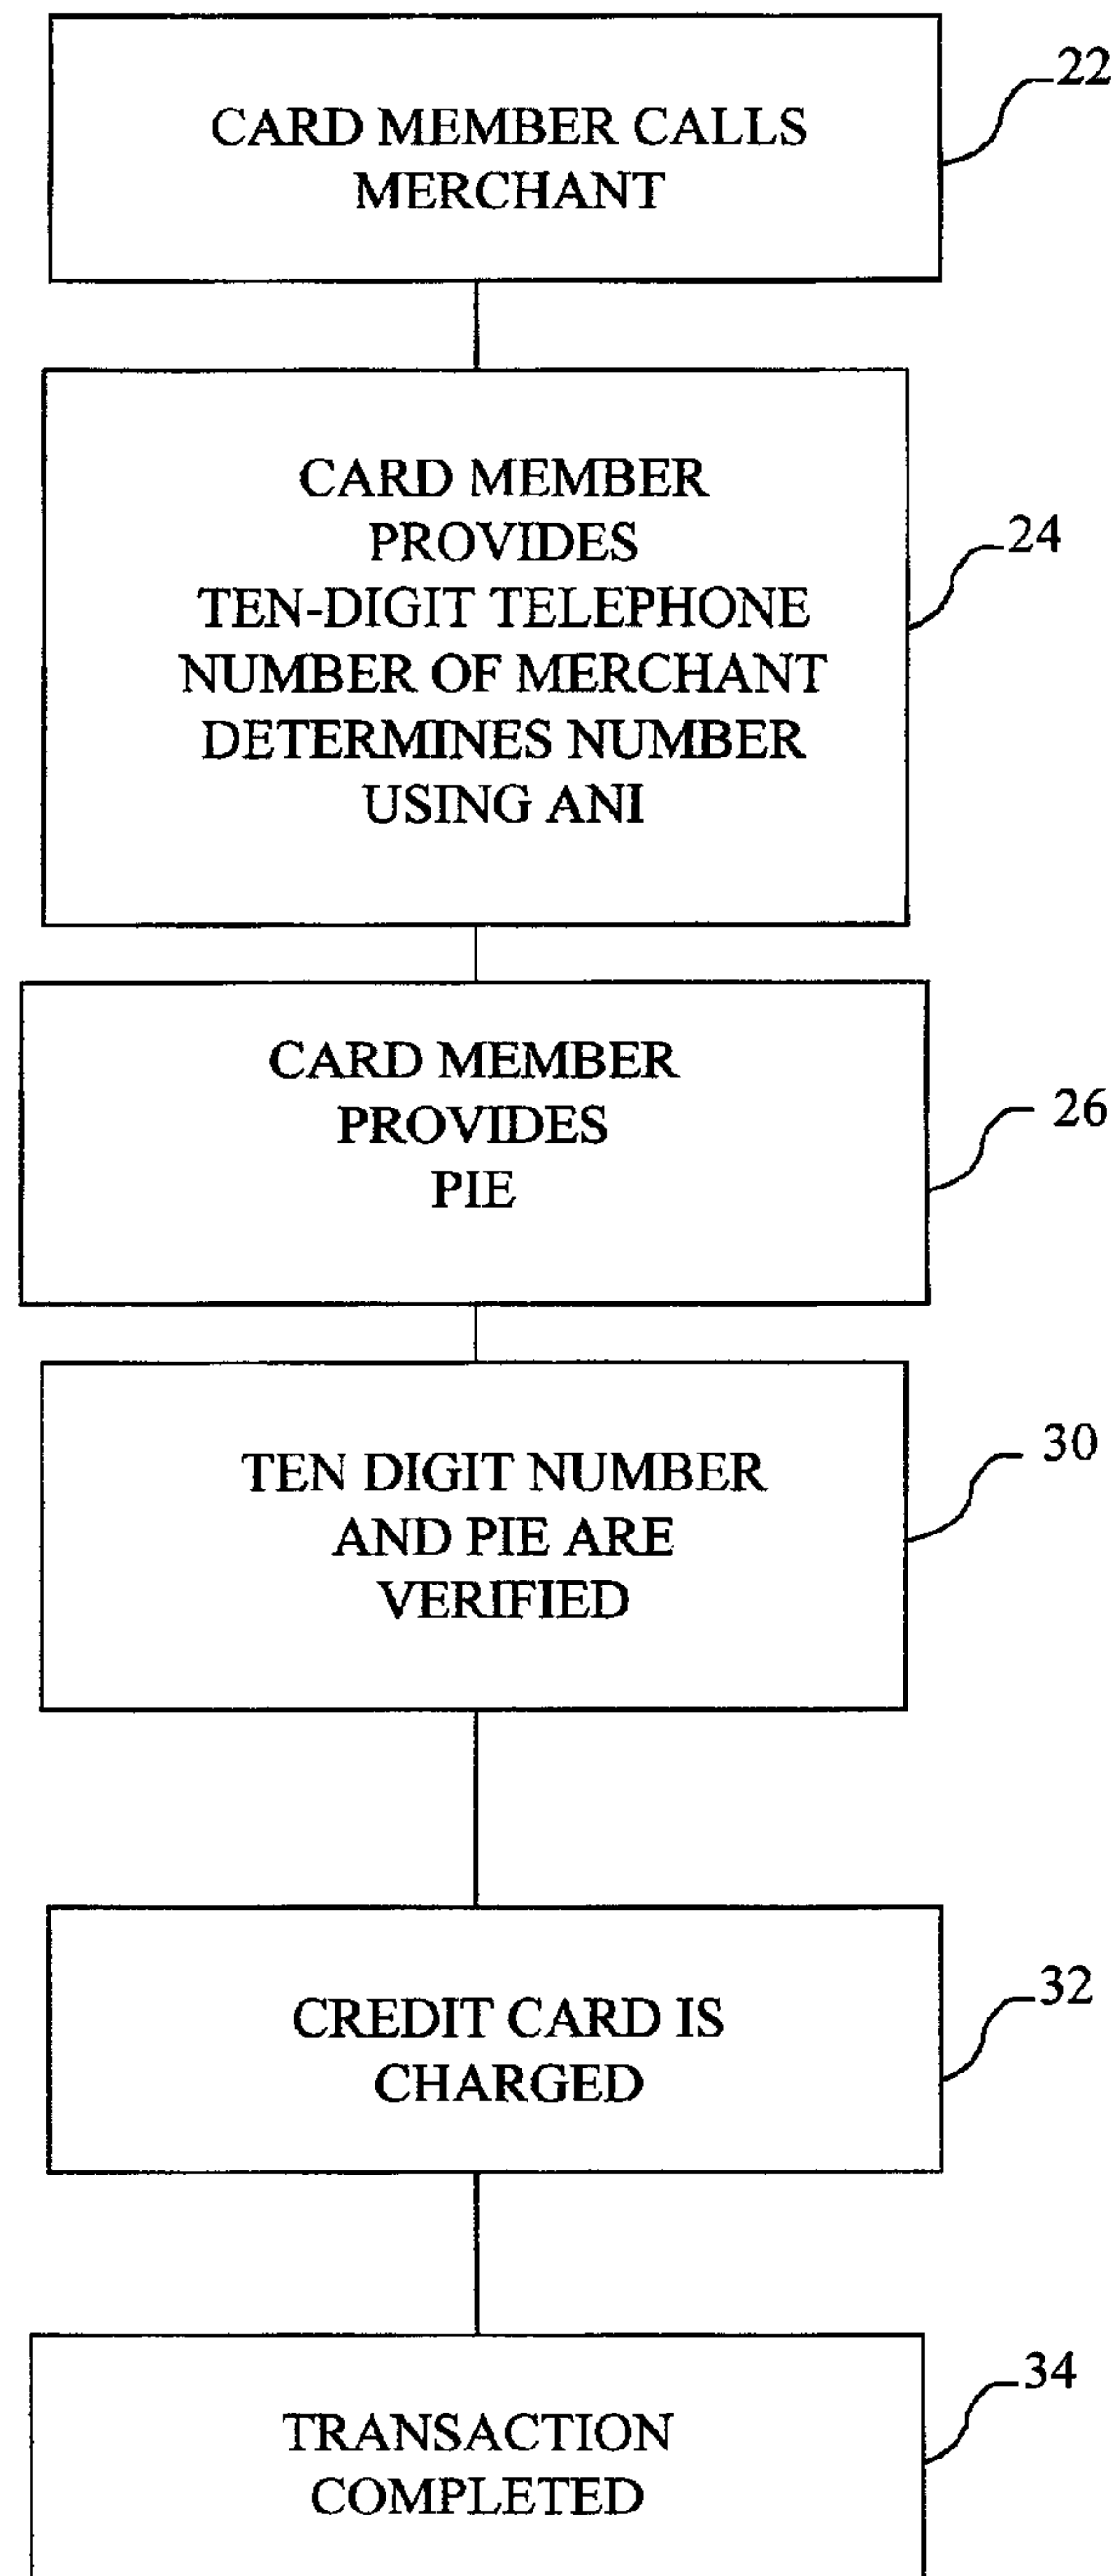 CARD MEMBER CALLS
MERCHANT
22
CARD MEMBER
PROVIDES
TEN-DIGIT TELEPHONE
NUMBER OF MERCHANT
DETERMINES NUMBER
USING ANI
24
CARD MEMBER
PROVIDES
PIE
26
TEN DIGIT NUMBER
AND PIE ARE
VERIFIED
30
CREDIT CARD IS
CHARGED
32
TRANSACTION
COMPLETED
34